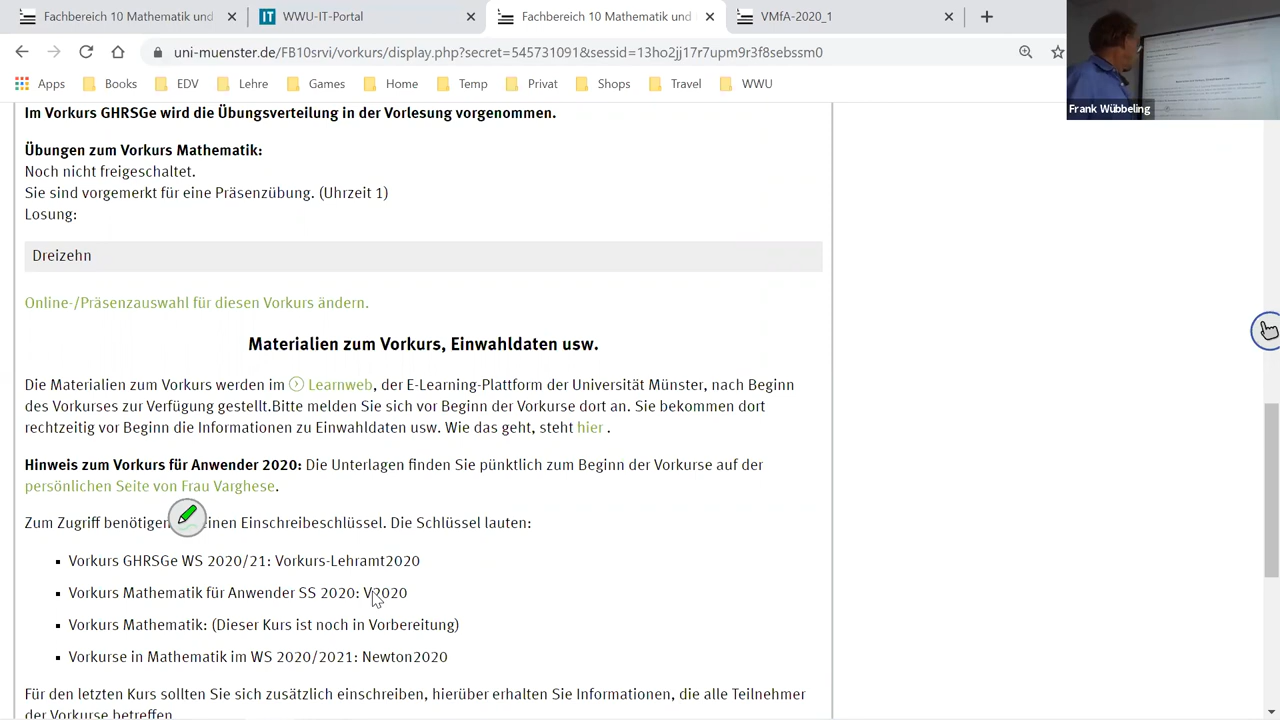 Fachbereich 10 Mathematik und
WWU-IT-Portal
Fachbereich 10 Mathematik und
VMfA-2020_1
uni-muenster.de/FB10srvi/vorkurs/display.php?secret=545731091&sessid=13ho2jj17r7upm9r3f8sebssm0
Apps
Books
EDV
Lehre
Games
Home
Privat
Shops
Travel
WWU
Frank Wübbeling
Im Vorkurs GHRSGe wird die Übungsverteilung in der Vorlesung vorgenommen.
Übungen zum Vorkurs Mathematik:
Noch nicht freigeschaltet.
Sie sind vorgemerkt für eine Präsenzübung. (Uhrzeit 1)
Losung:
Dreizehn
Online-/Präsenzauswahl für diesen Vorkurs ändern.
Materialien zum Vorkurs, Einwahldaten usw.
Die Materialien zum Vorkurs werden im Learnweb, der E-Learning-Plattform der Universität Münster, nach Beginn
des Vorkurses zur Verfügung gestellt.Bitte melden Sie sich vor Beginn der Vorkurse dort an. Sie bekommen dort
rechtzeitig vor Beginn die Informationen zu Einwahldaten usw. Wie das geht, steht hier .
Hinweis zum Vorkurs für Anwender 2020: Die Unterlagen finden Sie pünktlich zum Beginn der Vorkurse auf der
persönlichen Seite von Frau Varghese.
Zum Zugriff benötigen einen Einschreibeschlüssel. Die Schlüssel lauten:
Vorkurs GHRSGe WS 2020/21: Vorkurs-Lehramt2020
Vorkurs Mathematik für Anwender SS 2020:
Vorkurs Mathematik: (Dieser Kurs ist noch in Vorbereitung)
Vorkurse in Mathematik im WS 2020/2021: Newton2020
Für den letzten Kurs sollten Sie sich zusätzlich einschreiben, hierüber erhalten Sie Informationen, die alle Teilnehmer
der Vorkurse betreffen.